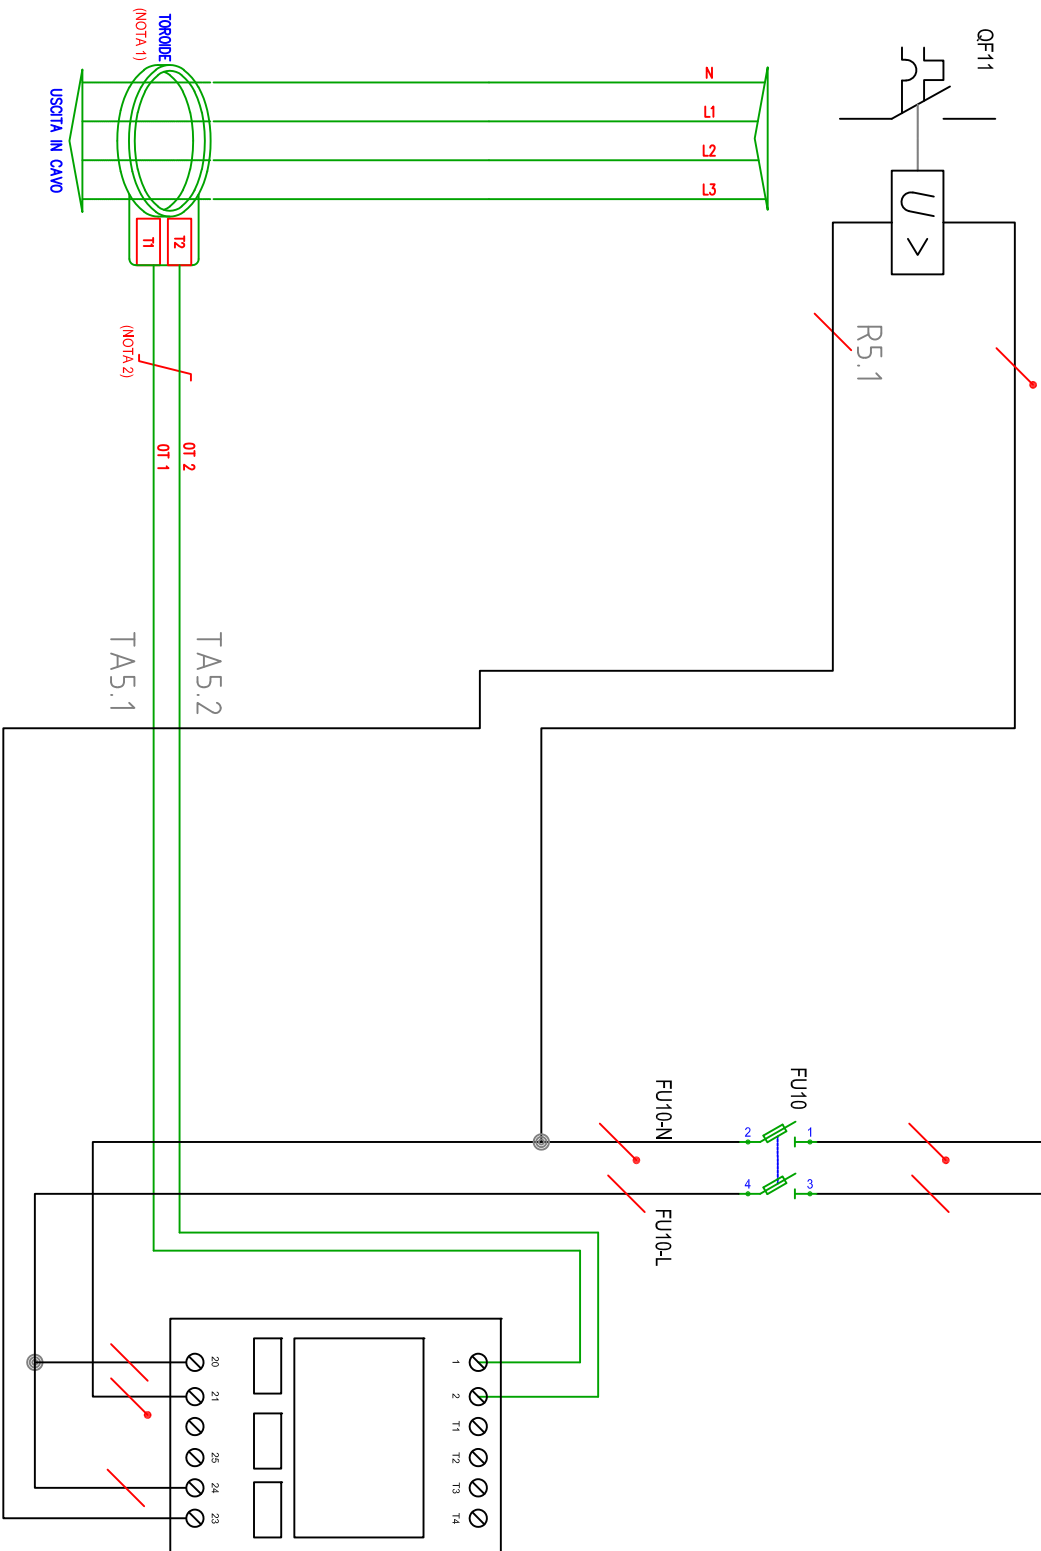 QF11
U >
R5.1
TOROIDE
(NOTA 1)
N
L1
L2
L3
USCITA IN CAVO
T2
T1
(NOTA 2)
OT 2
OT 1
TA5.2
TA5.1
FU10
1
2
3
4
FU10-N
FU10-L
1
2
T1
T2
T3
T4
20
21
25
24
23